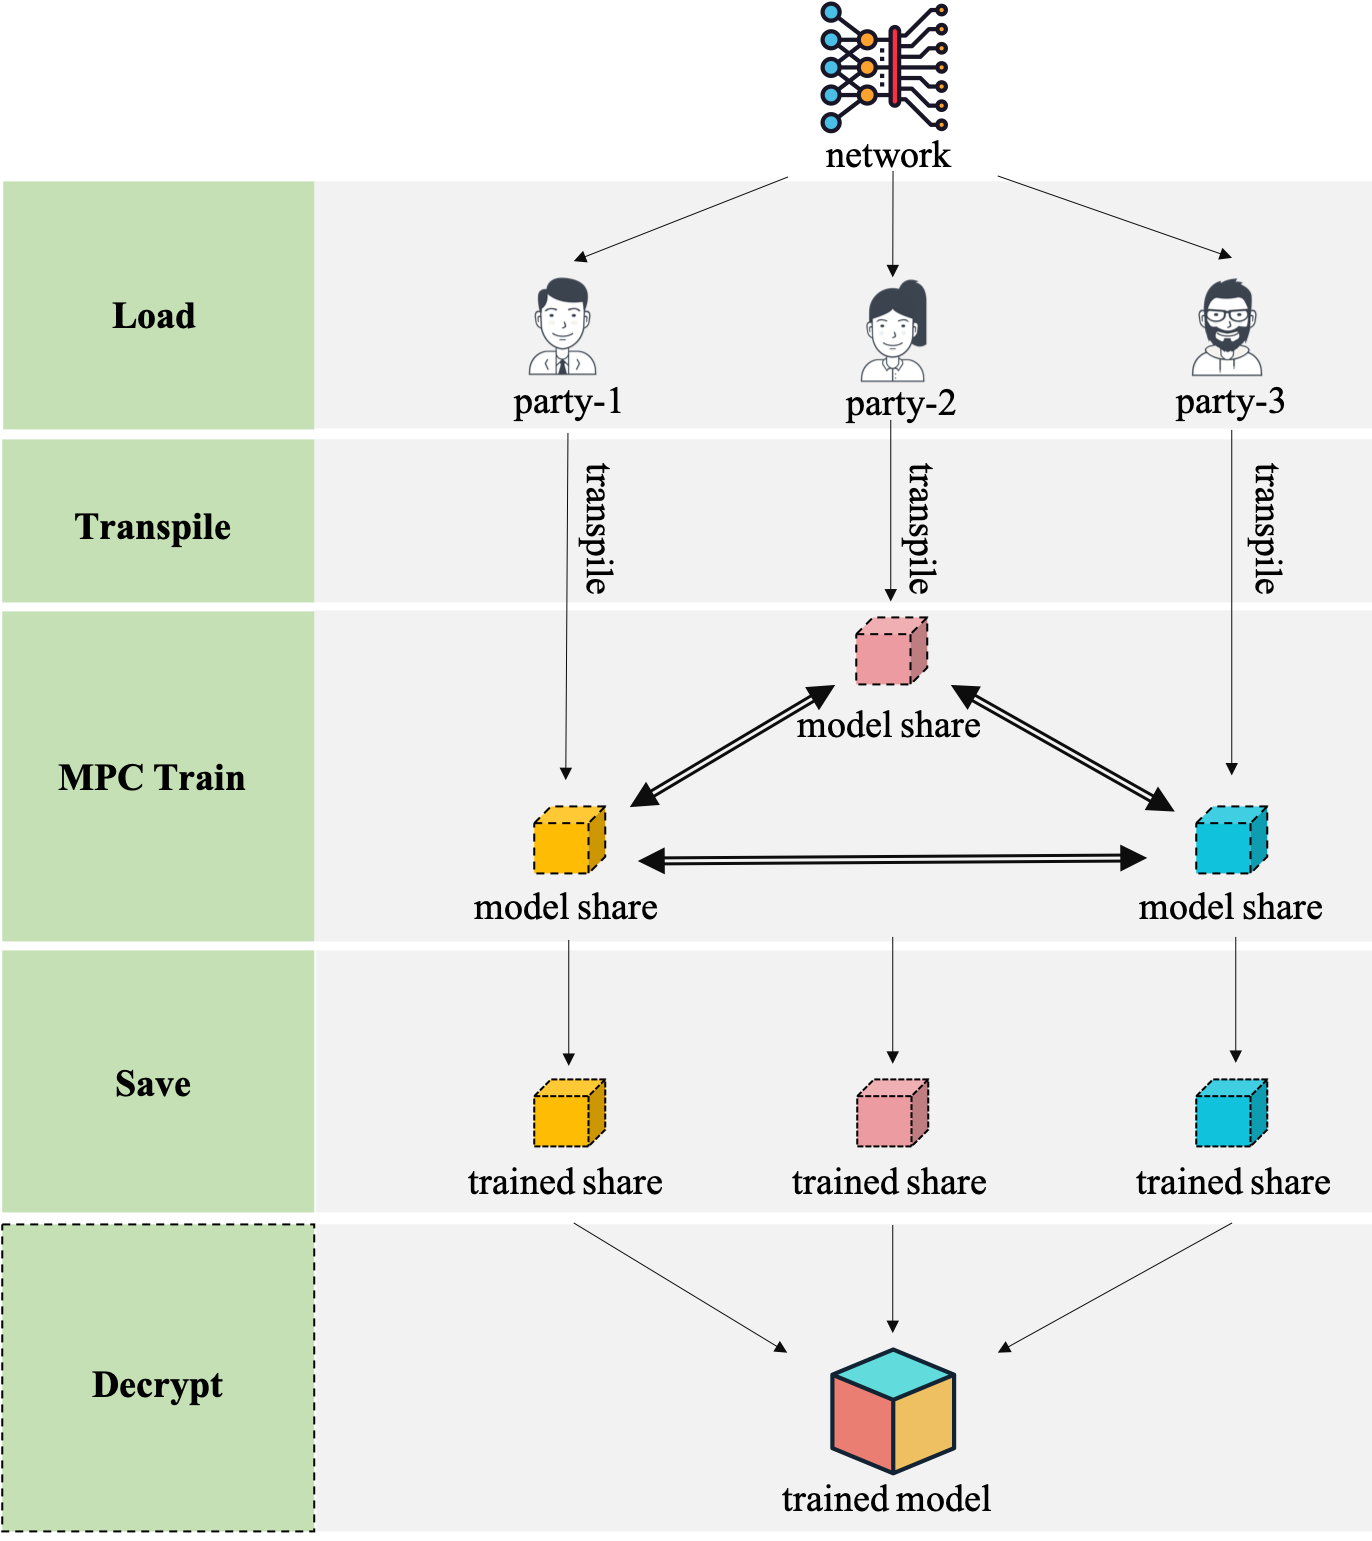 network
Load
party-1
party-2
party-3
Transpile
transpile
transpile
transpile
MPC Train
model share
model share
model share
Save
trained share
trained share
trained share
Decrypt
trained model